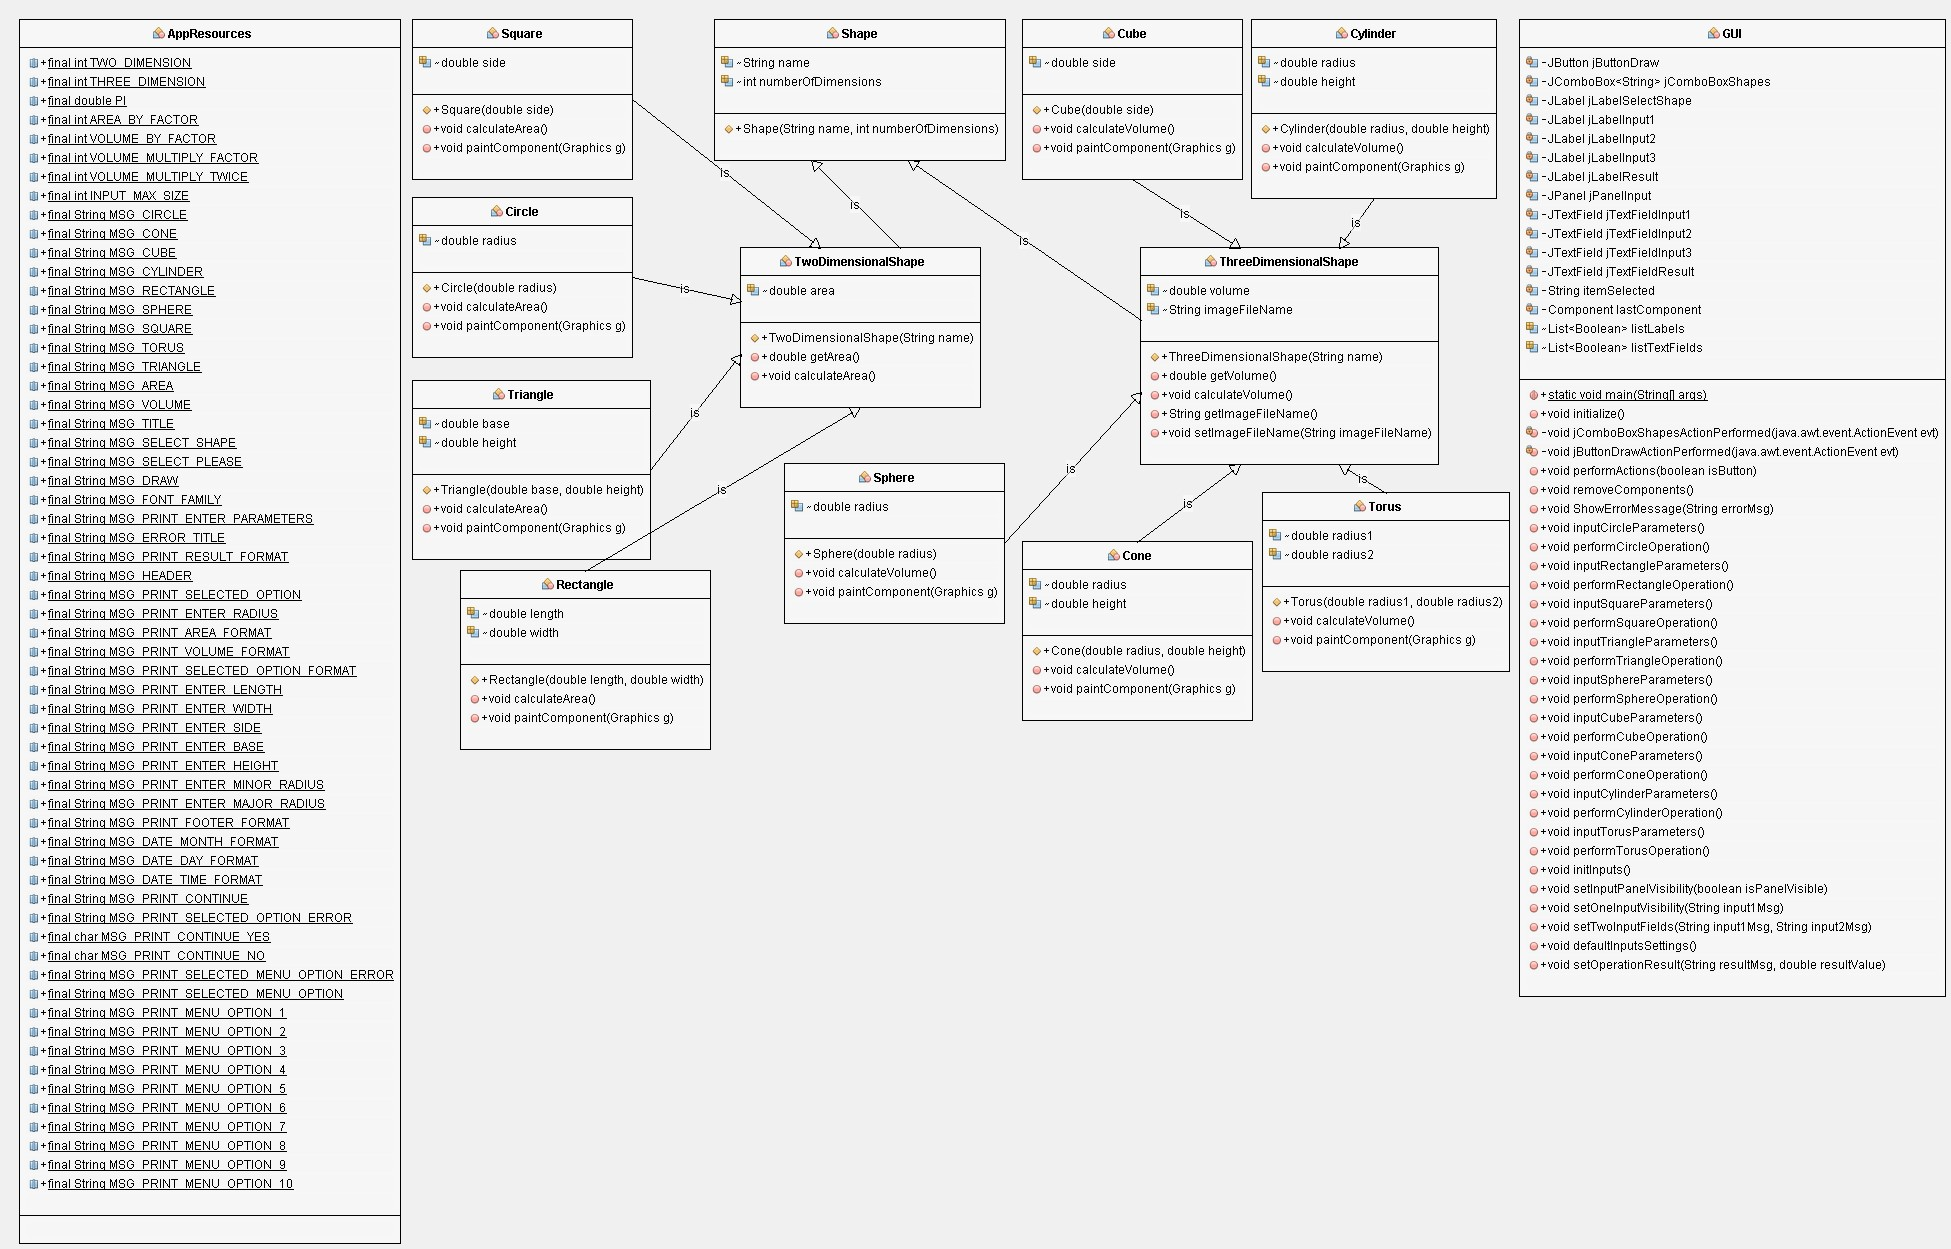 AppResources
+final int TWO_DIMENSION
+final int THREE_DIMENSION
+final double PI
+final int AREA_BY_FACTOR
+final int VOLUME_BY_FACTOR
+final int VOLUME_MULTIPLY_FACTOR
+final int VOLUME_MULTIPLY_TWICE
+final int INPUT_MAX_SIZE
+final String MSG_CIRCLE
+final String MSG_CONE
+final String MSG_CUBE
+final String MSG_CYLINDER
+final String MSG_RECTANGLE
+final String MSG_SPHERE
+final String MSG_SQUARE
+final String MSG_TORUS
+final String MSG_TRIANGLE
+final String MSG_AREA
+final String MSG_VOLUME
+final String MSG_TITLE
+final String MSG_SELECT_SHAPE
+final String MSG_SELECT_PLEASE
+final String MSG_DRAW
+final String MSG_FONT_FAMILY
+final String MSG_PRINT_ENTER_PARAMETERS
+final String MSG_ERROR_TITLE
+final String MSG_PRINT_RESULT_FORMAT
+final String MSG_HEADER
+final String MSG_PRINT_SELECTED_OPTION
+final String MSG_PRINT_ENTER_RADIUS
+final String MSG_PRINT_AREA_FORMAT
+final String MSG_PRINT_VOLUME_FORMAT
+final String MSG_PRINT_SELECTED_OPTION_FORMAT
+final String MSG_PRINT_ENTER_LENGTH
+final String MSG_PRINT_ENTER_WIDTH
+final String MSG_PRINT_ENTER_SIDE
+final String MSG_PRINT_ENTER_BASE
+final String MSG_PRINT_ENTER_HEIGHT
+final String MSG_PRINT_ENTER_MINOR_RADIUS
+final String MSG_PRINT_ENTER_MAJOR_RADIUS
+final String MSG_PRINT_FOOTER_FORMAT
+final String MSG_DATE_MONTH_FORMAT
+final String MSG_DATE_DAY_FORMAT
+final String MSG_DATE_TIME_FORMAT
+final String MSG_PRINT_CONTINUE
+final String MSG_PRINT_SELECTED_OPTION_ERROR
+final char MSG_PRINT_CONTINUE_YES
+final char MSG_PRINT_CONTINUE_NO
+final String MSG_PRINT_SELECTED_MENU_OPTION_ERROR
+final String MSG_PRINT_SELECTED_MENU_OPTION
+final String MSG_PRINT_MENU_OPTION_1
+final String MSG_PRINT_MENU_OPTION_2
+final String MSG_PRINT_MENU_OPTION_3
+final String MSG_PRINT_MENU_OPTION_4
+final String MSG_PRINT_MENU_OPTION_5
+final String MSG_PRINT_MENU_OPTION_6
+final String MSG_PRINT_MENU_OPTION_7
+final String MSG_PRINT_MENU_OPTION_8
+final String MSG_PRINT_MENU_OPTION_9
+final String MSG_PRINT_MENU_OPTION_10
Square
~double side
+Square(double side)
+void calculateArea()
+void paintComponent(Graphics g)
Circle
~double radius
+Circle(double radius)
+void calculateArea()
+void paintComponent(Graphics g)
Triangle
~double base
~double height
+Triangle(double base, double height)
+void calculateArea()
+void paintComponent(Graphics g)
Rectangle
~double length
~double width
+Rectangle(double length, double width)
+void calculateArea()
+void paintComponent(Graphics g)
is
is
is
is
Shape
~String name
~int numberOfDimensions
+Shape(String name, int numberOfDimensions)
is
is
TwoDimensionalShape
~double area
+TwoDimensionalShape(String name)
+double getArea()
+void calculateArea()
Sphere
~double radius
+Sphere(double radius)
+void calculateVolume()
+void paintComponent(Graphics g)
Cube
~double side
+Cube(double side)
+void calculateVolume()
+void paintComponent(Graphics g)
Cylinder
~double radius
~double height
+Cylinder(double radius, double height)
+void calculateVolume()
+void paintComponent(Graphics g)
is
is
ThreeDimensionalShape
~double volume
~String imageFileName
+ThreeDimensionalShape(String name)
+double getVolume()
+void calculateVolume()
+String getImageFileName()
+void setImageFileName(String imageFileName)
is
is
is
Cone
~double radius
~double height
+Cone(double radius, double height)
+void calculateVolume()
+void paintComponent(Graphics g)
Torus
~double radius1
~double radius2
+Torus(double radius1, double radius2)
+void calculateVolume()
+void paintComponent(Graphics g)
GUI
-JButton jButtonDraw
-JComboBox<String> jComboBoxShapes
-JLabel jLabelSelectShape
-JLabel jLabelInput1
-JLabel jLabelInput2
-JLabel jLabelInput3
-JLabel jLabelResult
-JPanel jPanelInput
-JTextField jTextFieldInput1
-JTextField jTextFieldInput2
-JTextField jTextFieldInput3
-JTextField jTextFieldResult
-String itemSelected
-Component lastComponent
~List<Boolean> listLabels
~List<Boolean> listTextFields
+static void main(String[] args)
+void initialize()
-void jComboBoxShapesActionPerformed(java.awt.event.ActionEvent evt)
-void jButtonDrawActionPerformed(java.awt.event.ActionEvent evt)
+void performActions(boolean isButton)
+void removeComponents()
+void ShowErrorMessage(String errorMsg)
+void inputCircleParameters()
+void performCircleOperation()
+void inputRectangleParameters()
+void performRectangleOperation()
+void inputSquareParameters()
+void performSquareOperation()
+void inputTriangleParameters()
+void performTriangleOperation()
+void inputSphereParameters()
+void performSphereOperation()
+void inputCubeParameters()
+void performCubeOperation()
+void inputConeParameters()
+void performConeOperation()
+void inputCylinderParameters()
+void performCylinderOperation()
+void inputTorusParameters()
+void performTorusOperation()
+void initInputs()
+void setInputPanelVisibility(boolean isPanelVisible)
+void setOneInputVisibility(String input1Msg)
+void setTwoInputFields(String input1Msg, String input2Msg)
+void defaultInputsSettings()
+void setOperationResult(String resultMsg, double resultValue)